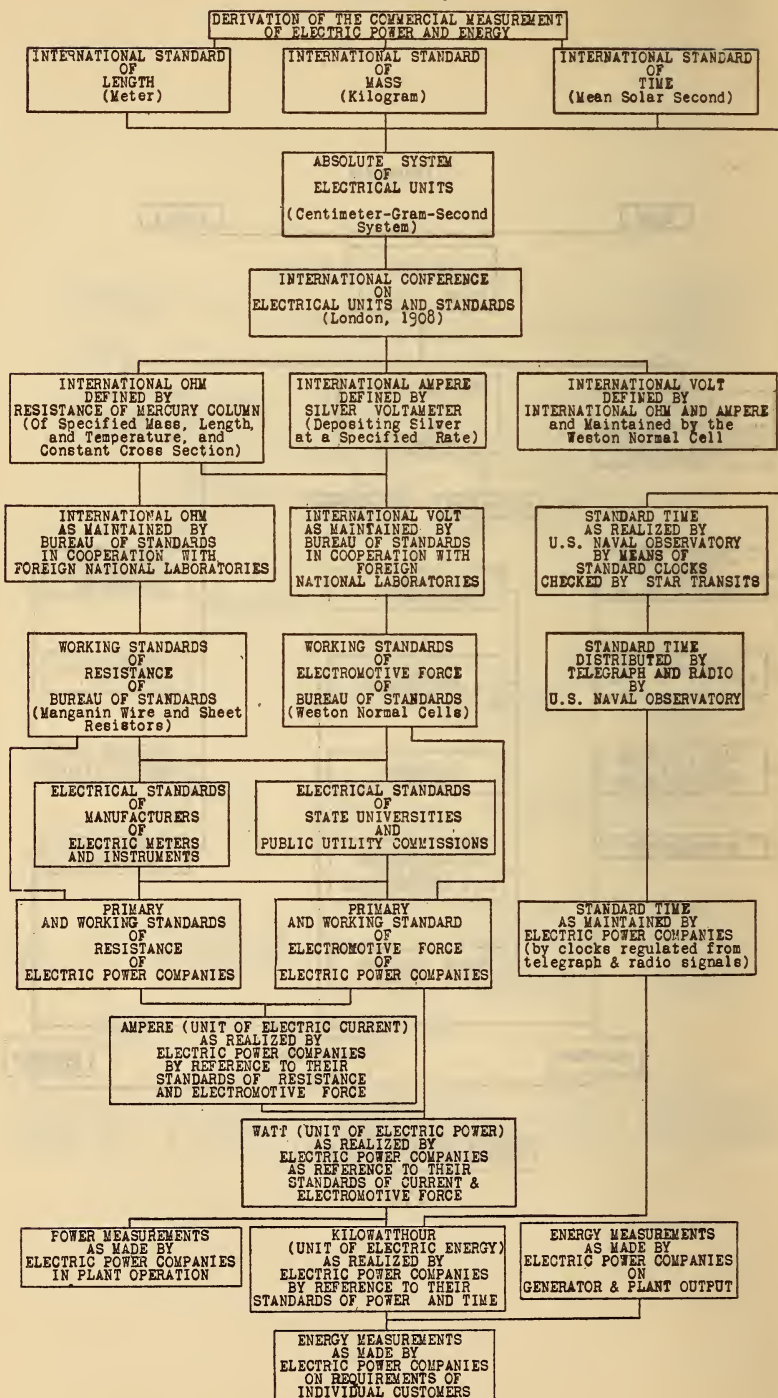 DERIVATION OF THE COMMERCIAL MEASUREMENT
OF ELECTRIC POWER AND ENERGY
INTERNATIONAL STANDARD
OF
LENGTH
(Meter)
INTERNATIONAL STANDARD
OF
MASS
(Kilogram)
INTERNATIONAL STANDARD
OF
TIME
(Mean Solar Second)
ABSOLUTE SYSTEM
OF
ELECTRICAL UNITS
(Centimeter-Gram-Second
System)
INTERNATIONAL CONFERENCE
ON
ELECTRICAL UNITS AND STANDARDS
(London, 1908)
INTERNATIONAL OHM
DEFINED BY
RESISTANCE OF MERCURY COLUMN
(Of Specified Mass, Length,
and Temperature, and
Constant Cross Section)
INTERNATIONAL AMPERE
DEFINED BY
SILVER VOLTAMETER
(Depositing Silver
at a Specified Rate)
INTERNATIONAL VOLT
DEFINED BY
INTERNATIONAL OHM AND AMPERE
and Maintained by the
Weston Normal Cell
INTERNATIONAL OHM
AS MAINTAINED BY
BUREAU OF STANDARDS
IN COOPERATION WITH
FOREIGN NATIONAL LABORATORIES
INTERNATIONAL VOLT
AS MAINTAINED BY
BUREAU OF STANDARDS
IN COOPERATION WITH
FOREIGN
NATIONAL LABORATORIES
STANDARD TIME
AS REALIZED BY
U.S. NAVAL OBSERVATORY
BY MEANS OF
STANDARD CLOCKS
CHECKED BY STAR TRANSITS
WORKING STANDARDS
OF
RESISTANCE
OF
BUREAU OF STANDARDS
(Manganin Wire and Sheet
Resistors)
WORKING STANDARDS
OF
ELECTROMOTIVE FORCE
OF
BUREAU OF STANDARDS
(Weston Normal Cells)
STANDARD TIME
DISTRIBUTED BY
TELEGRAPH AND RADIO
BY
U.S. NAVAL OBSERVATORY
ELECTRICAL STANDARDS
OF
MANUFACTURERS
OF
ELECTRIC METERS
AND INSTRUMENTS
ELECTRICAL STANDARDS
OF
STATE UNIVERSITIES
AND
PUBLIC UTILITY COMMISSIONS
PRIMARY
AND WORKING STANDARDS
OF
RESISTANCE
OF
ELECTRIC POWER COMPANIES
PRIMARY
AND WORKING STANDARD
OF
ELECTROMOTIVE FORCE
OF
ELECTRIC POWER COMPANIES
STANDARD TIME
AS MAINTAINED BY
ELECTRIC POWER COMPANIES
(by clocks regulated from
telegraph & radio signals)
AMPERE (UNIT OF ELECTRIC CURRENT)
AS REALIZED BY
ELECTRIC POWER COMPANIES
BY REFERENCE TO THEIR
STANDARDS OF RESISTANCE
AND ELECTROMOTIVE FORCE
WATT (UNIT OF ELECTRIC POWER)
AS REALIZED BY
ELECTRIC POWER COMPANIES
AS REFERENCE TO THEIR
STANDARDS OF CURRENT &
ELECTROMOTIVE FORCE
POWER MEASUREMENTS
AS MADE BY
ELECTRIC POWER COMPANIES
IN PLANT OPERATION
KILOWATTHOUR
(UNIT OF ELECTRIC ENERGY)
AS REALIZED BY
ELECTRIC POWER COMPANIES
BY REFERENCE TO THEIR
STANDARDS OF POWER AND TIME
ENERGY MEASUREMENTS
AS MADE BY
ELECTRIC POWER COMPANIES
ON
GENERATOR & PLANT OUTPUT
ENERGY MEASUREMENTS
AS MADE BY
ELECTRIC POWER COMPANIES
ON REQUIREMENTS OF
INDIVIDUAL CUSTOMERS